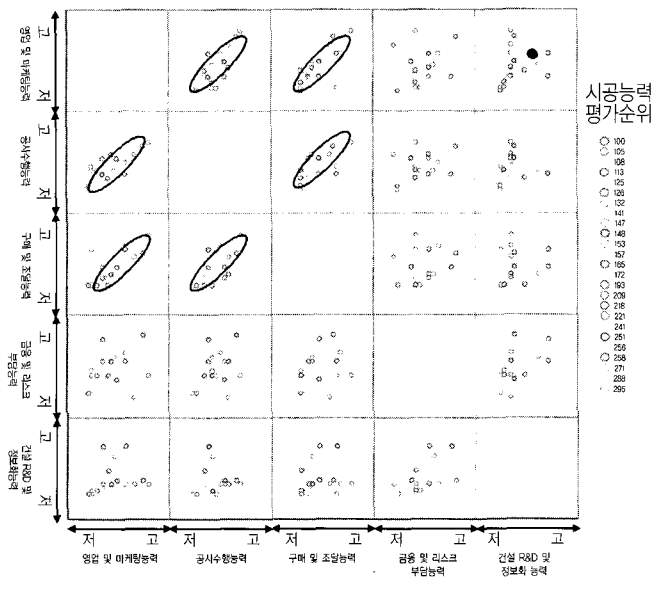 고
영업 및 마케팅능력
저
고
공사수행능력
저
고
구매 및 조달능력
저
고
금융 및 리스크
부담능력
저
고
건설 R&D 및
정보화능력
저
저 고
저 고
저 고
저 고
저 고
영업 및 마케팅능력
공사수행능력
구매 및 조달능력
금융 및 리스크
부담능력
건설 R&D 및
정보화 능력
시공능력
평가순위
100
105
108
113
125
126
132
141
147
148
153
157
165
172
193
209
218
221
241
251
256
258
271
288
295